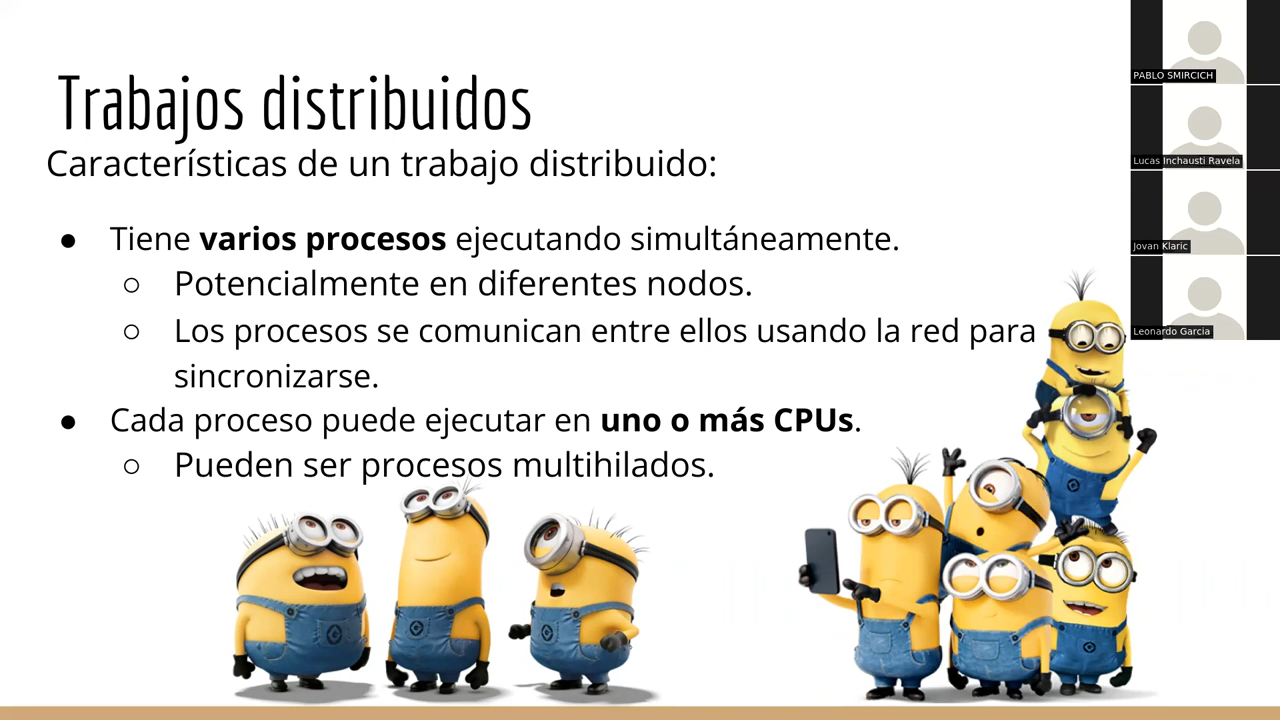 Trabajos distribuidos
Características de un trabajo distribuido:
● Tiene varios procesos ejecutando simultáneamente.
○ Potencialmente en diferentes nodos.
○ Los procesos se comunican entre ellos usando la red para
sincronizarse.
● Cada proceso puede ejecutar en uno o más CPUs.
○ Pueden ser procesos multihilados.
PABLO SMIRCICH
Lucas Inchausti Ravela
Jovan Klaric
Leonardo Garcia